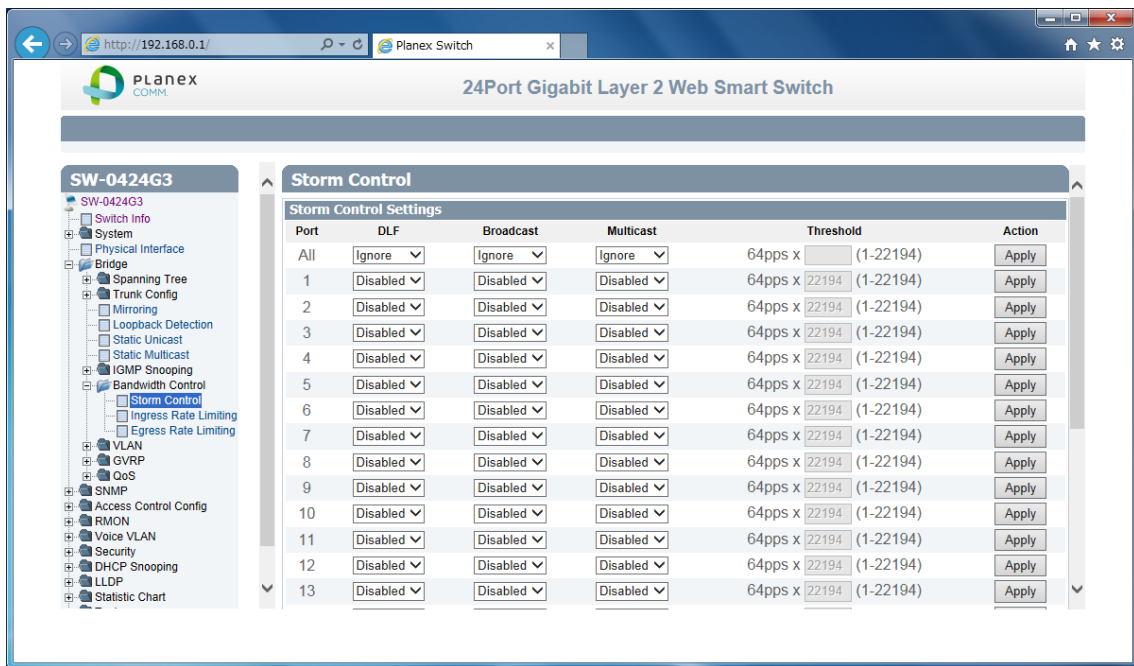 http://192.168.0.1/
Planex Switch
PLANEX
COMM.
24Port Gigabit Layer 2 Web Smart Switch
SW-0424G3
SW-0424G3
Switch Info
System
Physical Interface
Bridge
Spanning Tree
Trunk Config
Mirroring
Loopback Detection
Static Unicast
Static Multicast
IGMP Snooping
Bandwidth Control
Storm Control
Ingress Rate Limiting
Egress Rate Limiting
VLAN
GVRP
QoS
SNMP
Access Control Config
RMON
Voice VLAN
Security
DHCP Snooping
LLDP
Statistic Chart
Storm Control
Storm Control Settings
Port DLF Broadcast Multicast Threshold Action
All Ignore Ignore Ignore 64pps x (1-22194) Apply
1 Disabled Disabled Disabled 64pps x 22194 (1-22194) Apply
2 Disabled Disabled Disabled 64pps x 22194 (1-22194) Apply
3 Disabled Disabled Disabled 64pps x 22194 (1-22194) Apply
4 Disabled Disabled Disabled 64pps x 22194 (1-22194) Apply
5 Disabled Disabled Disabled 64pps x 22194 (1-22194) Apply
6 Disabled Disabled Disabled 64pps x 22194 (1-22194) Apply
7 Disabled Disabled Disabled 64pps x 22194 (1-22194) Apply
8 Disabled Disabled Disabled 64pps x 22194 (1-22194) Apply
9 Disabled Disabled Disabled 64pps x 22194 (1-22194) Apply
10 Disabled Disabled Disabled 64pps x 22194 (1-22194) Apply
11 Disabled Disabled Disabled 64pps x 22194 (1-22194) Apply
12 Disabled Disabled Disabled 64pps x 22194 (1-22194) Apply
13 Disabled Disabled Disabled 64pps x 22194 (1-22194) Apply